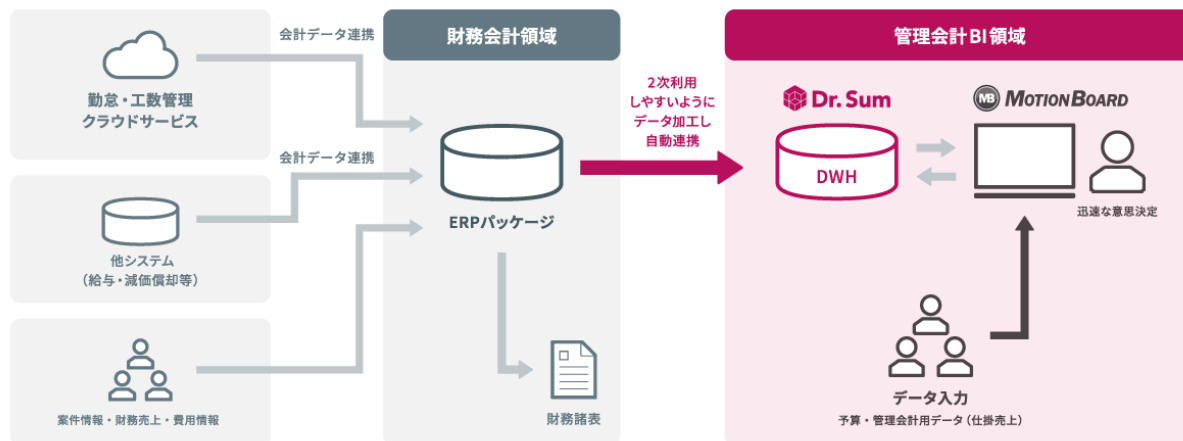 会計データ連携
財務会計領域
管理会計BI領域
勤怠・工数管理
クラウドサービス
2次利用
しやすいように
データ加工し
自動連携
Dr.Sum
MB MOTIONBOARD
会計データ連携
DWH
ERPパッケージ
迅速な意思決定
他システム
（給与・減価償却等）
案件情報・財務売上・費用情報
財務諸表
データ入力
予算・管理会計用データ（仕掛売上）